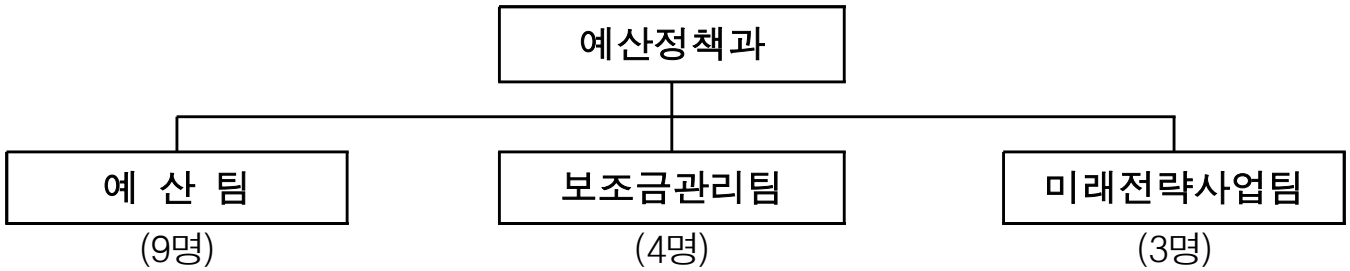 예산정책과
예 산 팀
보조금관리팀
미래전략사업팀
(9명)
(4명)
(3명)